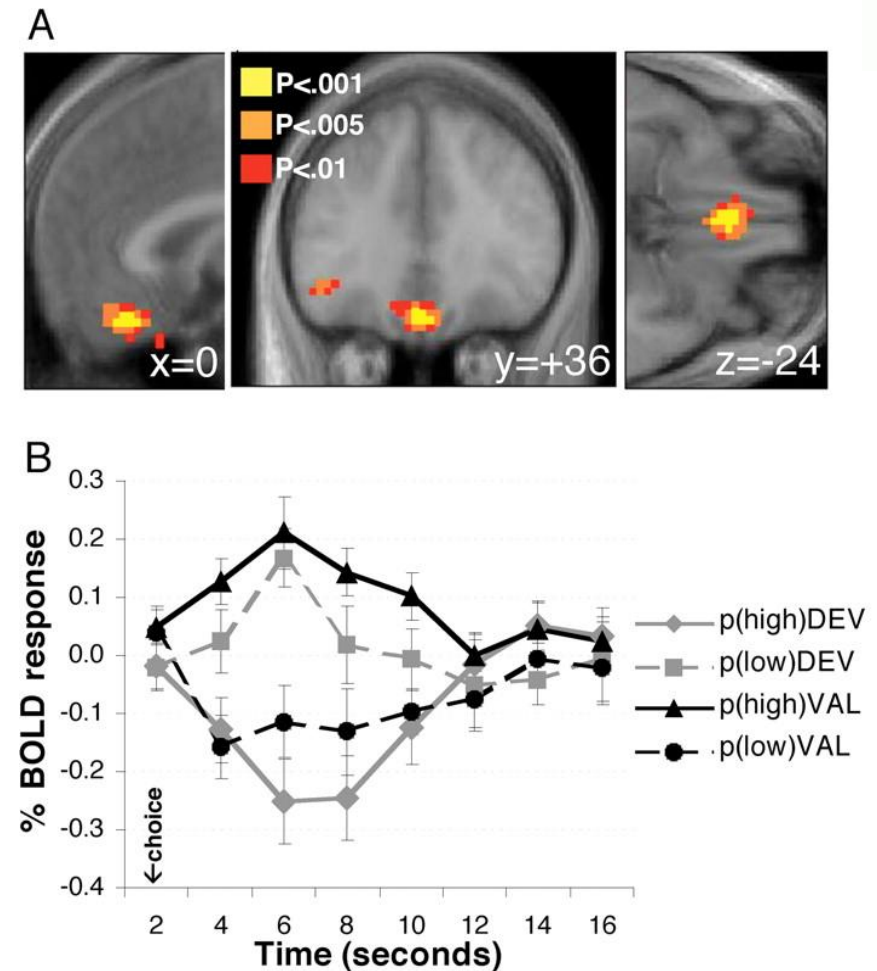 A
P<.001
P<.005
P<.01
x=0
y=+36
z=-24
B
% BOLD response
0.3
0.2
0.1
0.0
-0.1
-0.2
-0.3
-0.4
←choice
2 4 6 8 10 12 14 16
Time (seconds)
p(high)DEV
p(low)DEV
p(high)VAL
p(low)VAL